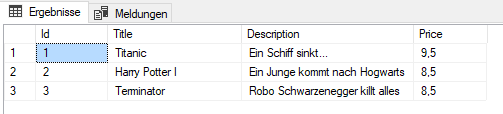 Ergebnisse Meldungen
Id Title Description Price
1 1 Titanic Ein Schiff sinkt... 9,5
2 2 Harry Potter I Ein Junge kommt nach Hogwarts 8,5
3 3 Terminator Robo Schwarzenegger killt alles 8,5